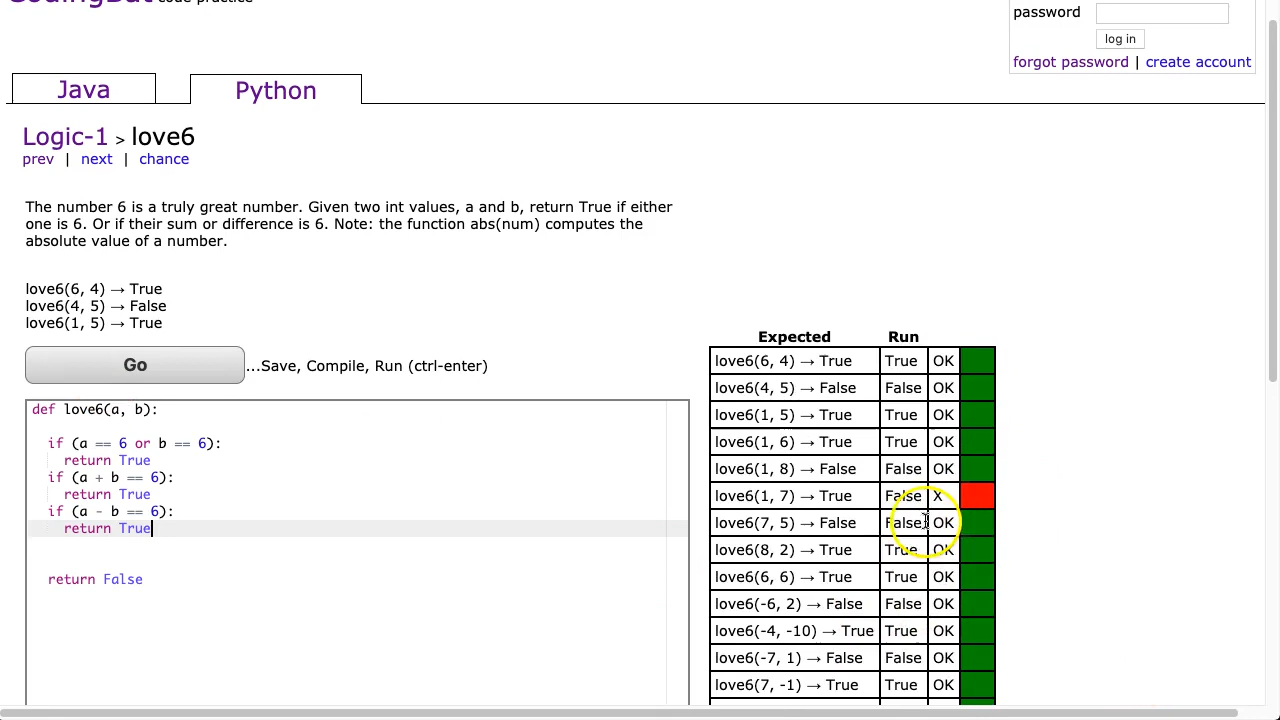 CodingBat code practice
password
log in
forgot password | create account
Java
Python
Logic-1 > love6
prev | next | chance
The number 6 is a truly great number. Given two int values, a and b, return True if either
one is 6. Or if their sum or difference is 6. Note: the function abs(num) computes the
absolute value of a number.
love6(6, 4) → True
love6(4, 5) → False
love6(1, 5) → True
Go ...Save, Compile, Run (ctrl-enter)
def love6(a, b):
if (a == 6 or b == 6):
return True
if (a + b == 6):
return True
if (a - b == 6):
return True
return False
Expected Run
love6(6, 4) → True True OK
love6(4, 5) → False False OK
love6(1, 5) → True True OK
love6(1, 6) → True True OK
love6(1, 8) → False False OK
love6(1, 7) → True False X
love6(7, 5) → False False OK
love6(8, 2) → True True OK
love6(6, 6) → True True OK
love6(-6, 2) → False False OK
love6(-4, -10) → True True OK
love6(-7, 1) → False False OK
love6(7, -1) → True True OK